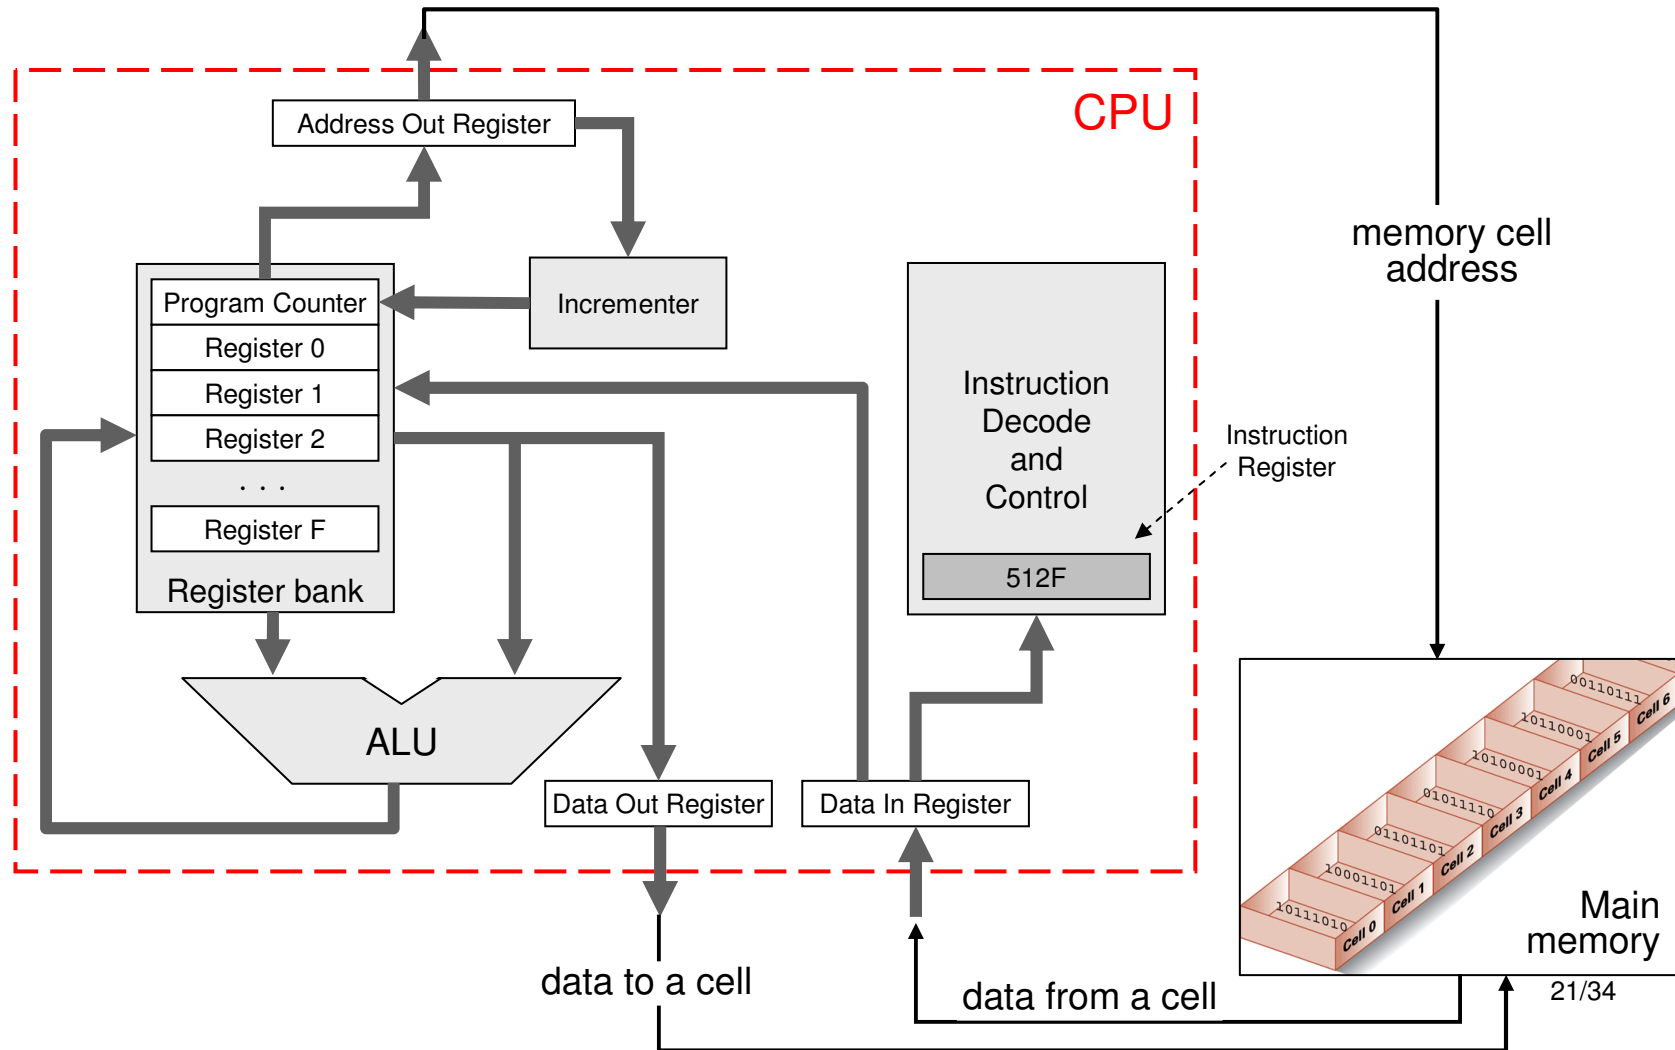 CPU
Address Out Register
memory cell
address
Program Counter
Incrementer
Register 0
Register 1
Register 2
. . .
Register F
Register bank
Instruction
Decode
and
Control
Instruction
Register
512F
ALU
Data Out Register
Data In Register
00110111
Cell 6
10110001
Cell 5
10100001
Cell 4
01011110
Cell 3
01101101
Cell 2
10001101
Cell 1
10111010
Cell 0
Main
memory
data to a cell
data from a cell
21/34